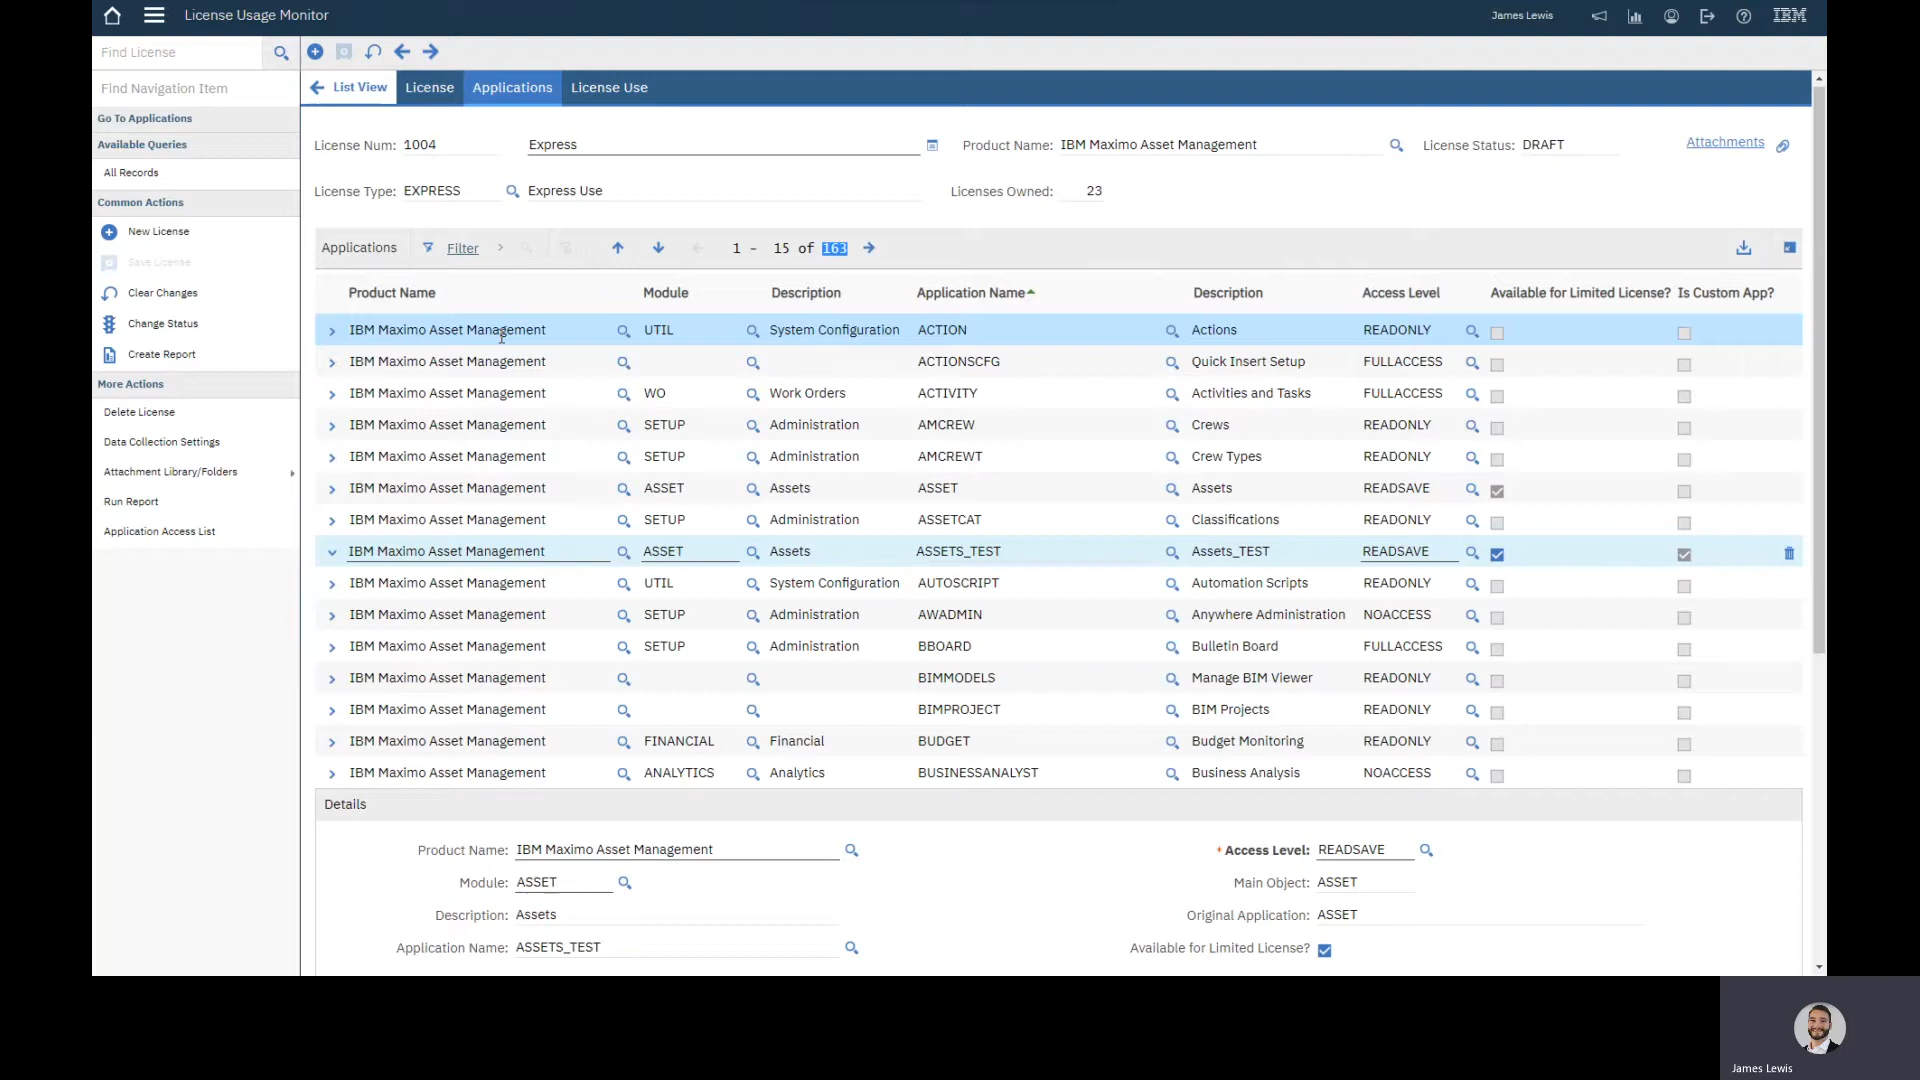 License Usage Monitor
James Lewis
IBM
Find License
Find Navigation Item
Go To Applications
Available Queries
All Records
Common Actions
New License
Save License
Clear Changes
Change Status
Create Report
More Actions
Delete License
Data Collection Settings
Attachment Library/Folders
Run Report
Application Access List
List View License Applications License Use
License Num: 1004 Express Product Name: IBM Maximo Asset Management License Status: DRAFT Attachments
License Type: EXPRESS Express Use Licenses Owned: 23
Applications Filter 1 - 15 of 163
Product Name Module Description Application Name Description Access Level Available for Limited License? Is Custom App?
IBM Maximo Asset Management UTIL System Configuration ACTION Actions READONLY
IBM Maximo Asset Management ACTIONSCFG Quick Insert Setup FULLACCESS
IBM Maximo Asset Management WO Work Orders ACTIVITY Activities and Tasks FULLACCESS
IBM Maximo Asset Management SETUP Administration AMCREW Crews READONLY
IBM Maximo Asset Management SETUP Administration AMCREWT Crew Types READONLY
IBM Maximo Asset Management ASSET Assets ASSET Assets READSAVE
IBM Maximo Asset Management SETUP Administration ASSETCAT Classifications READONLY
IBM Maximo Asset Management ASSET Assets ASSETS_TEST Assets_TEST READSAVE
IBM Maximo Asset Management UTIL System Configuration AUTOSCRIPT Automation Scripts READONLY
IBM Maximo Asset Management SETUP Administration AWADMIN Anywhere Administration NOACCESS
IBM Maximo Asset Management SETUP Administration BBOARD Bulletin Board FULLACCESS
IBM Maximo Asset Management BIMMODELS Manage BIM Viewer READONLY
IBM Maximo Asset Management BIMPROJECT BIM Projects READONLY
IBM Maximo Asset Management FINANCIAL Financial BUDGET Budget Monitoring READONLY
IBM Maximo Asset Management ANALYTICS Analytics BUSINESSANALYST Business Analysis NOACCESS
Details
Product Name: IBM Maximo Asset Management * Access Level: READSAVE
Module: ASSET Main Object: ASSET
Description: Assets Original Application: ASSET
Application Name: ASSETS_TEST Available for Limited License?
James Lewis